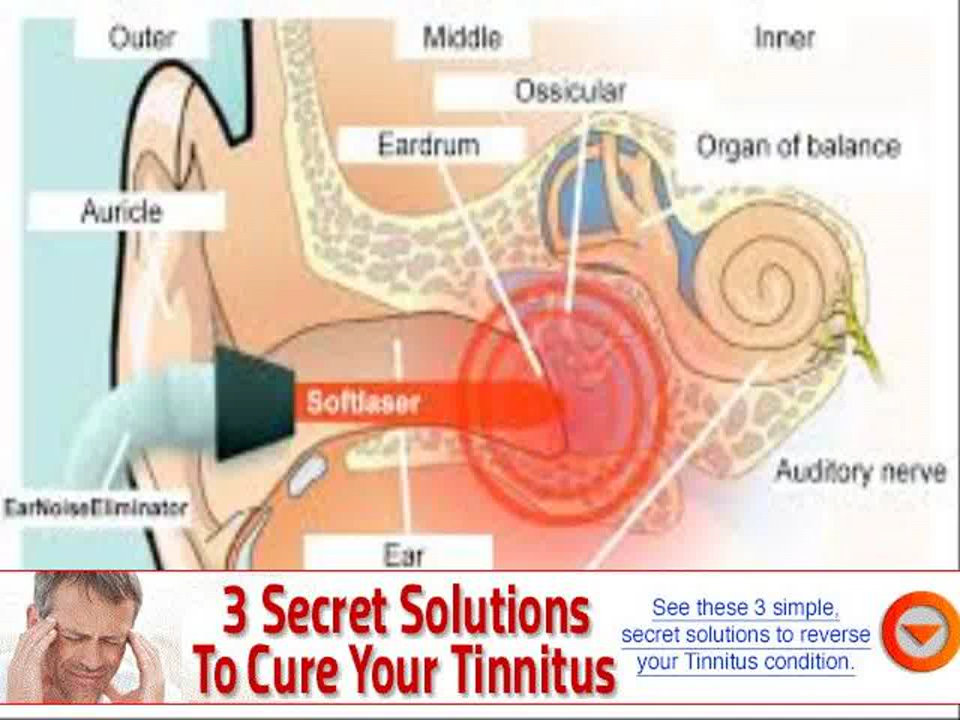 Outer
Middle
Inner
Ossicular
Eardrum
Organ of balance
Auricle
Softlaser
Auditory nerve
EarNoiseEliminator
Ear
3 Secret Solutions
To Cure Your Tinnitus
See these 3 simple,
secret solutions to reverse
your Tinnitus condition.